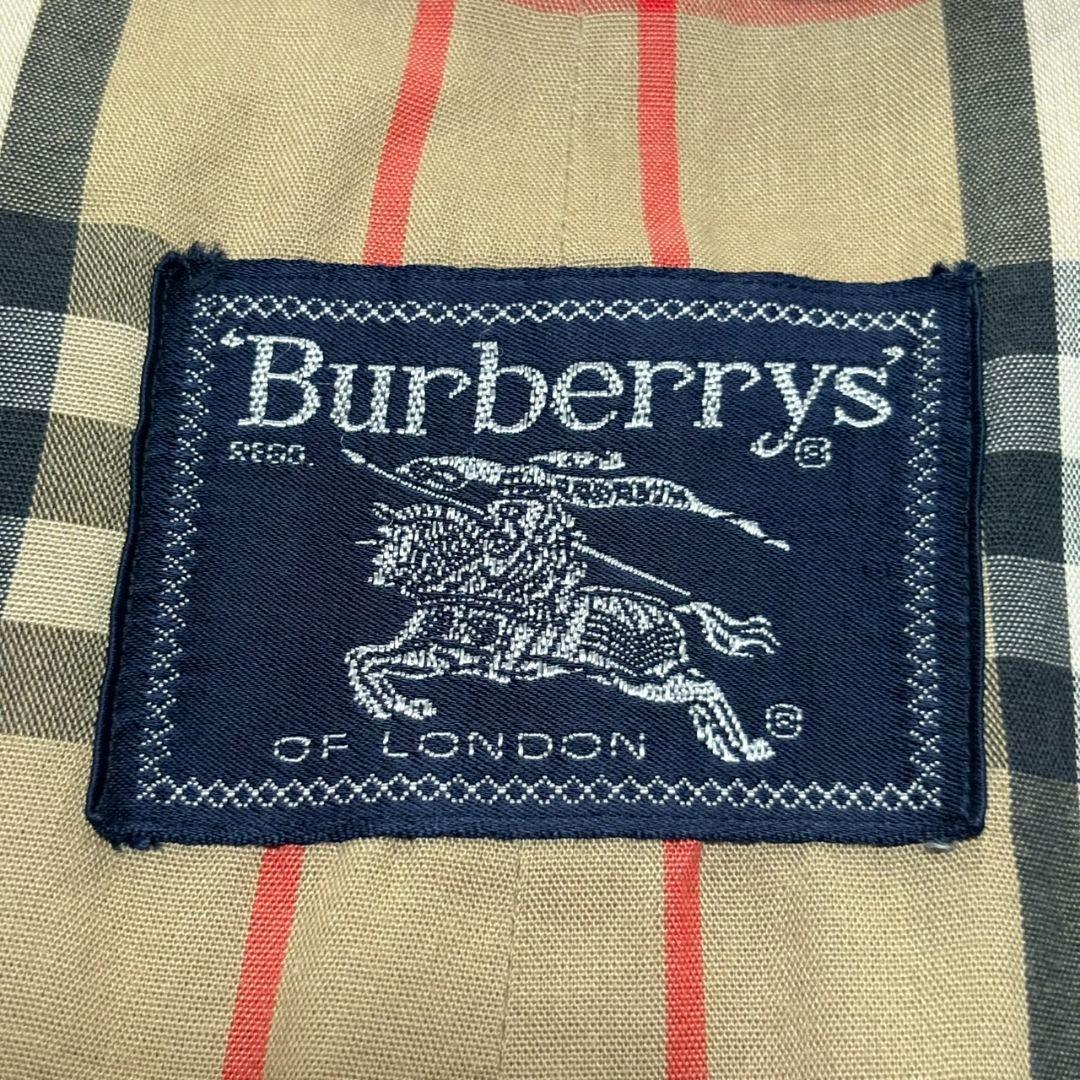 'Burberrys'
REGD. ®
®
OF LONDON